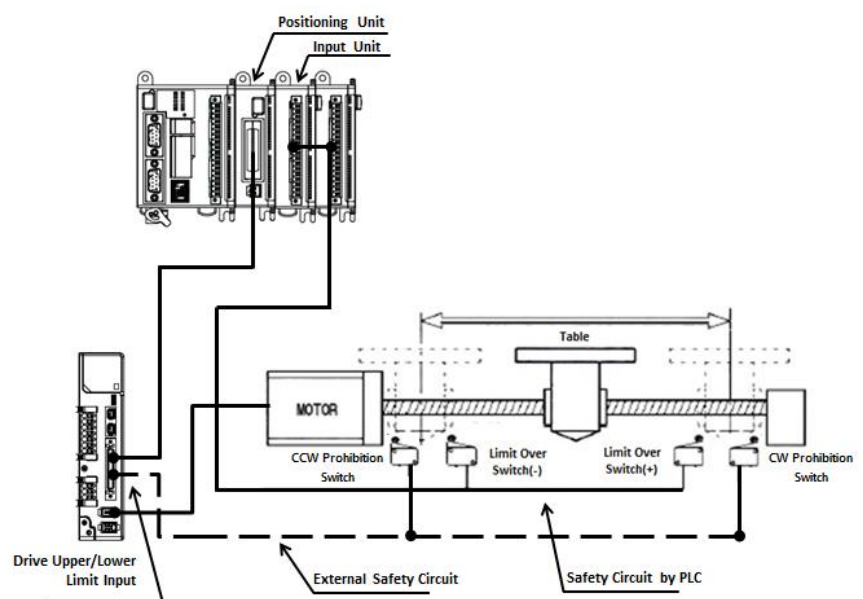 Positioning Unit
Input Unit
Table
MOTOR
CCW Prohibition
Switch
Limit Over
Switch(-)
Limit Over
Switch(+)
CW Prohibition
Switch
Drive Upper/Lower
Limit Input
External Safety Circuit
Safety Circuit by PLC